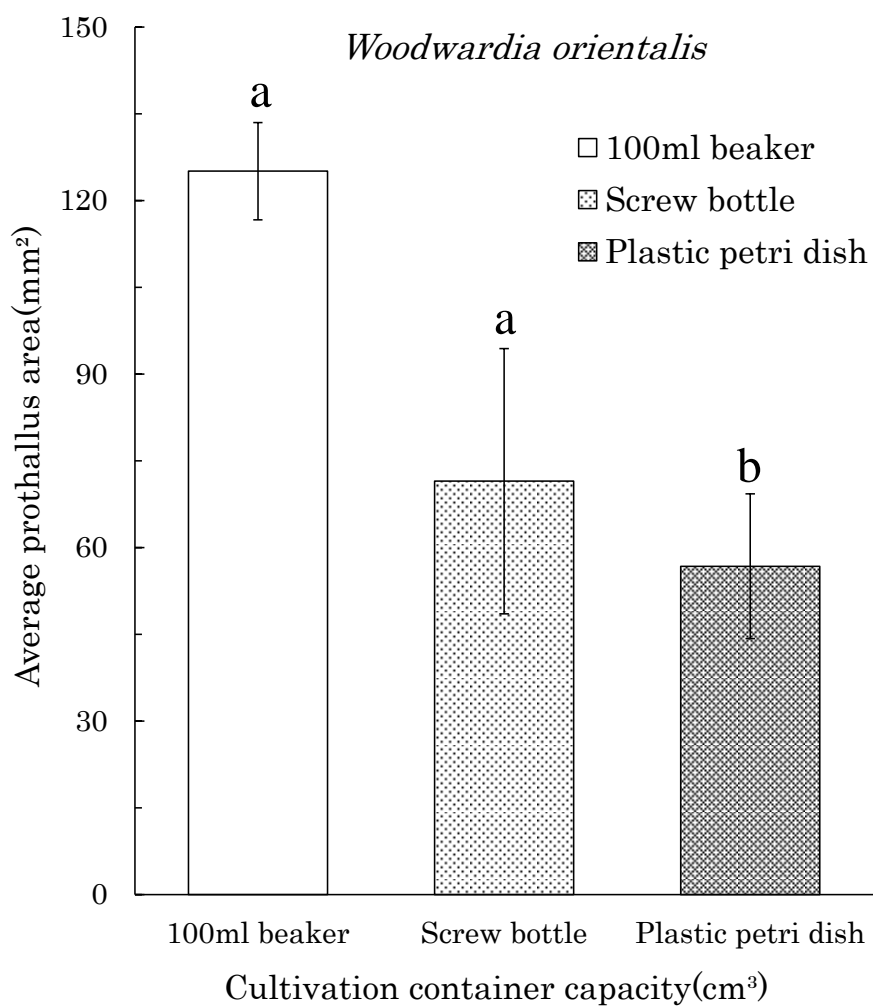 Woodwardia orientalis
100ml beaker
Screw bottle
Plastic petri dish
Average prothallus area(mm²)
150
120
90
60
30
0
a
a
b
100ml beaker
Screw bottle
Plastic petri dish
Cultivation container capacity(cm³)